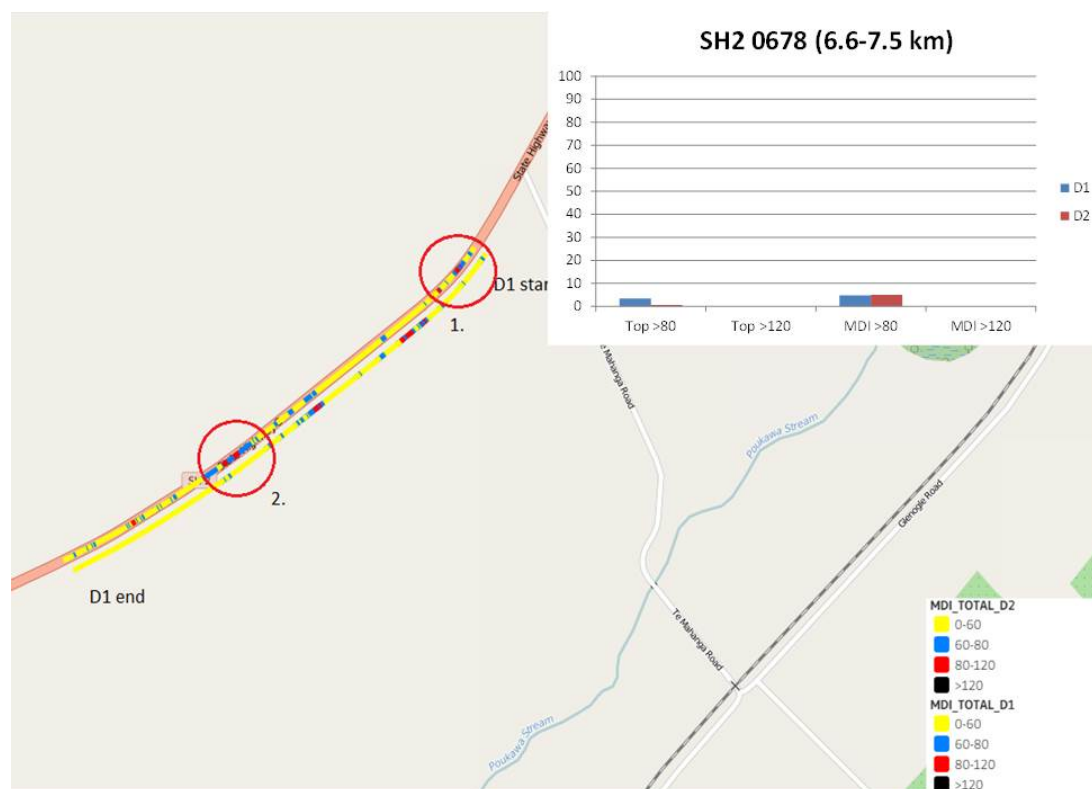 SH2 0678 (6.6-7.5 km)
100
90
80
70
60
50
40
30
20
10
0
Top >80
Top >120
MDI >80
MDI >120
D1
D2
State Highway
D1 star
1.
2.
D1 end
Te Mahanga Road
Poukawa Stream
Glenogle Road
Te Mahanga Road
Poukawa Stream
MDI_TOTAL_D2
0-60
60-80
80-120
>120
MDI_TOTAL_D1
0-60
60-80
80-120
>120